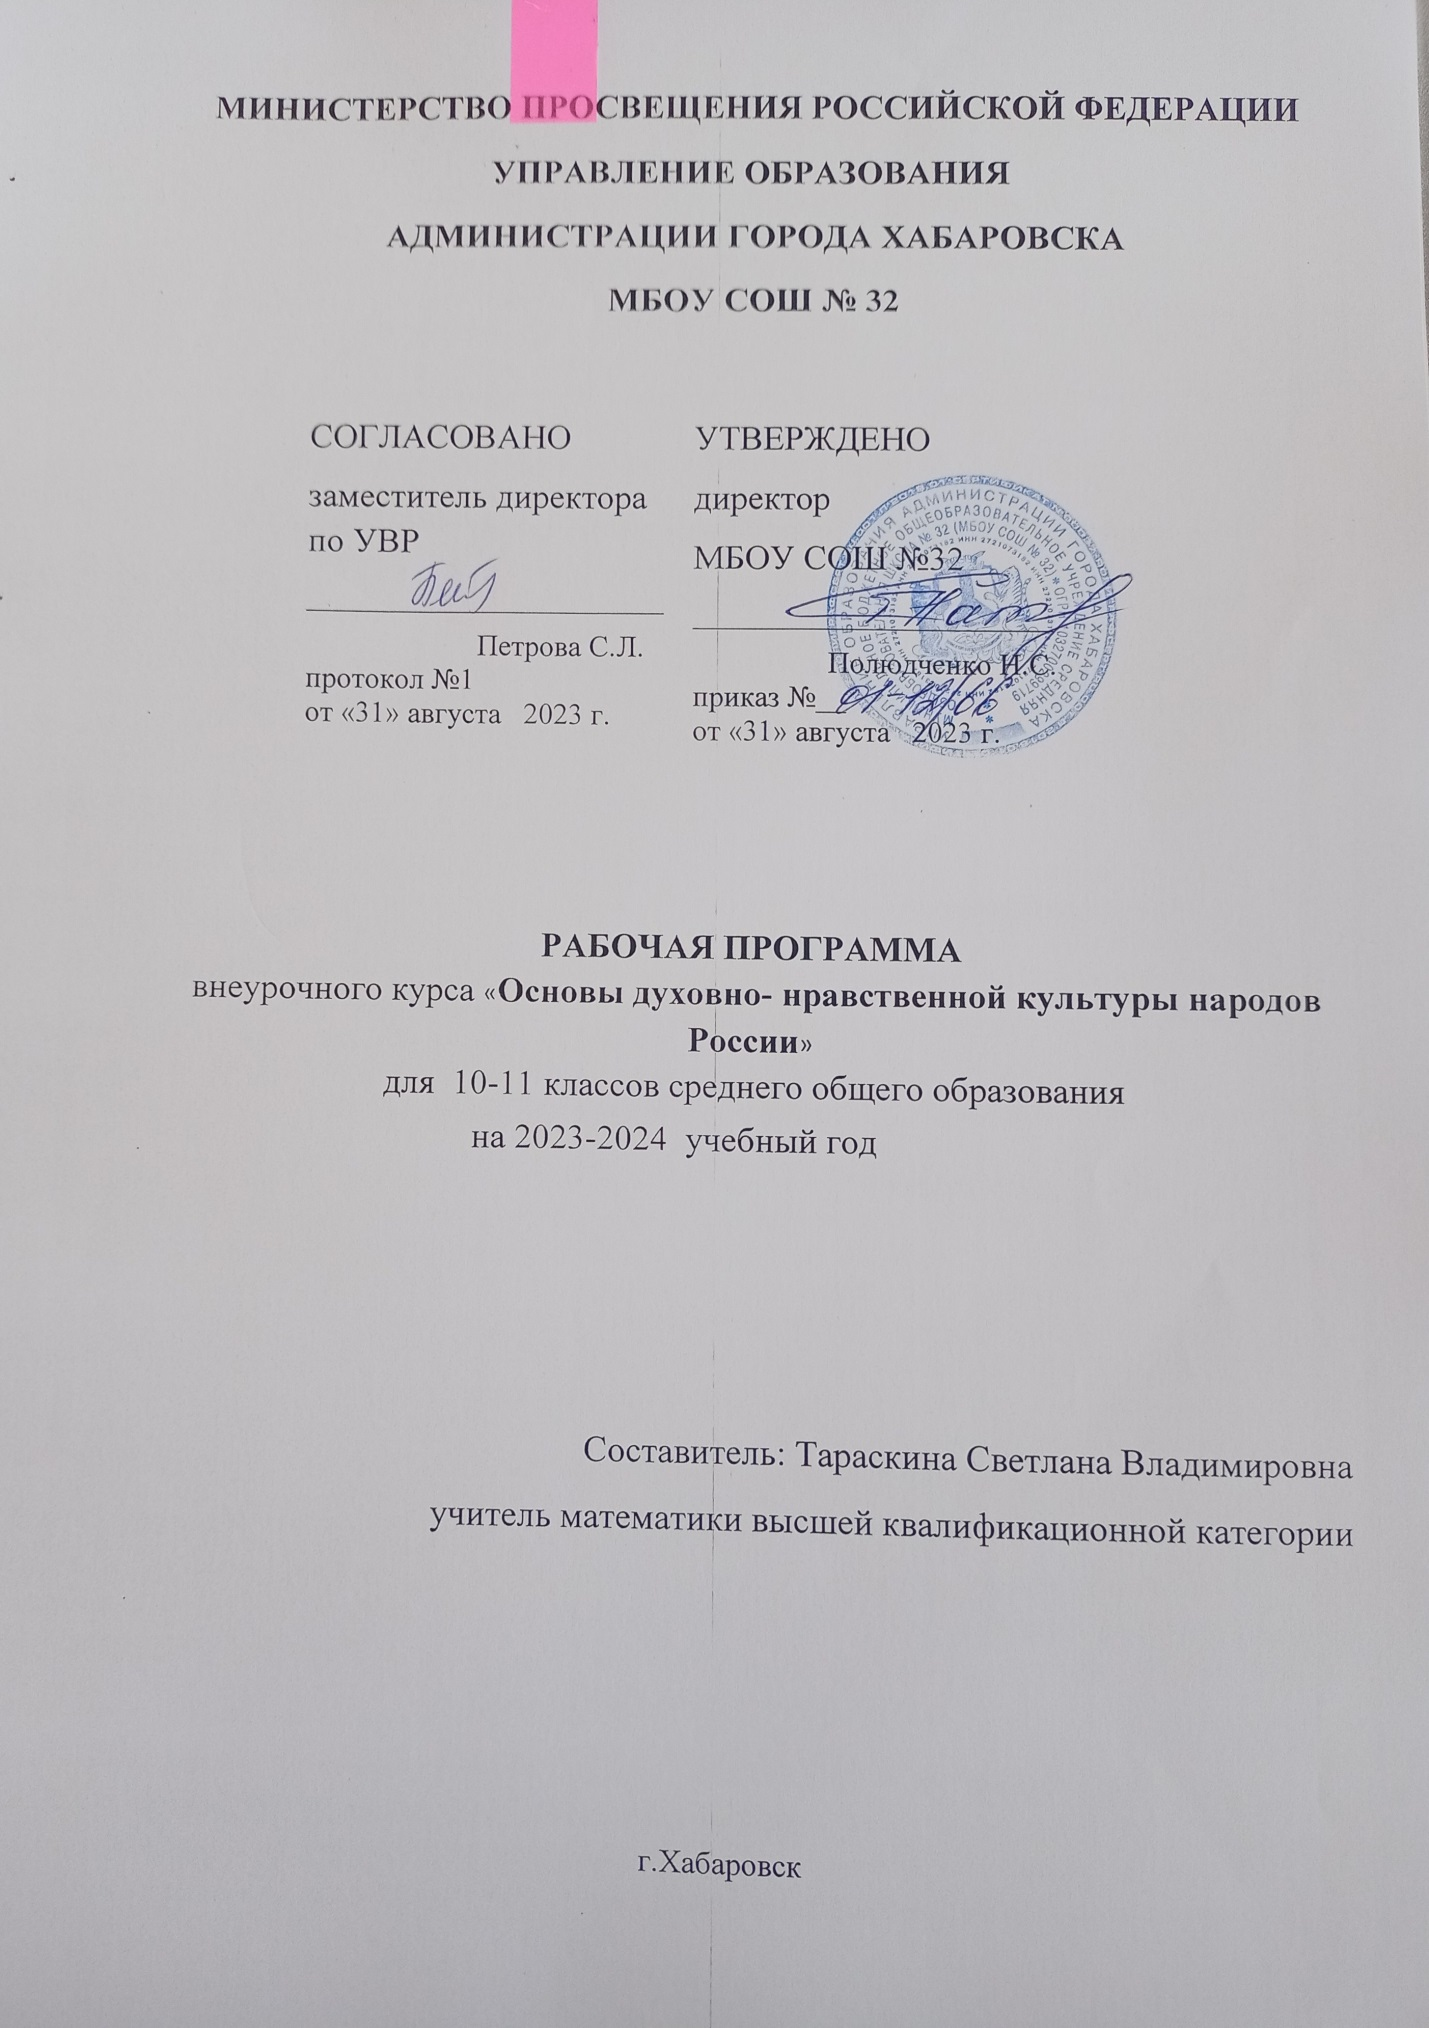 МИНИСТЕРСТВО ПРОСВЕЩЕНИЯ РОССИЙСКОЙ ФЕДЕРАЦИИ
УПРАВЛЕНИЕ ОБРАЗОВАНИЯ
АДМИНИСТРАЦИИ ГОРОДА ХАБАРОВСКА
МБОУ СОШ № 32
СОГЛАСОВАНО
заместитель директора
по УВР
Петрова С.Л.
протокол №1
от «31» августа 2023 г.
УТВЕРЖДЕНО
директор
МБОУ СОШ №32
Полюдченко И.С.
приказ №
от «31» августа 2023 г.
РАБОЧАЯ ПРОГРАММА
внеурочного курса «Основы духовно- нравственной культуры народов
России»
для 10-11 классов среднего общего образования
на 2023-2024 учебный год
Составитель: Тараскина Светлана Владимировна
учитель математики высшей квалификационной категории
г.Хабаровск